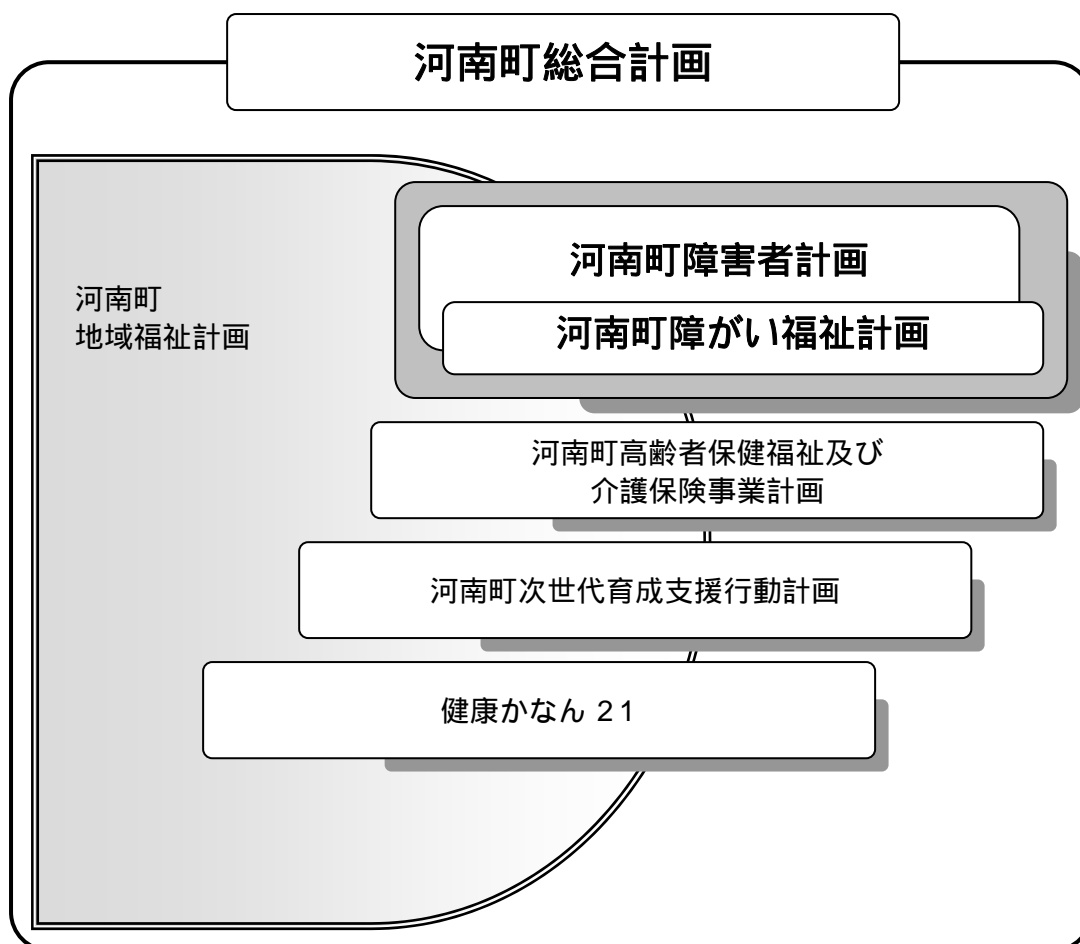 河南町総合計画
河南町障害者計画
河南町障がい福祉計画
河南町
地域福祉計画
河南町高齢者保健福祉及び
介護保険事業計画
河南町次世代育成支援行動計画
健康かなん 21